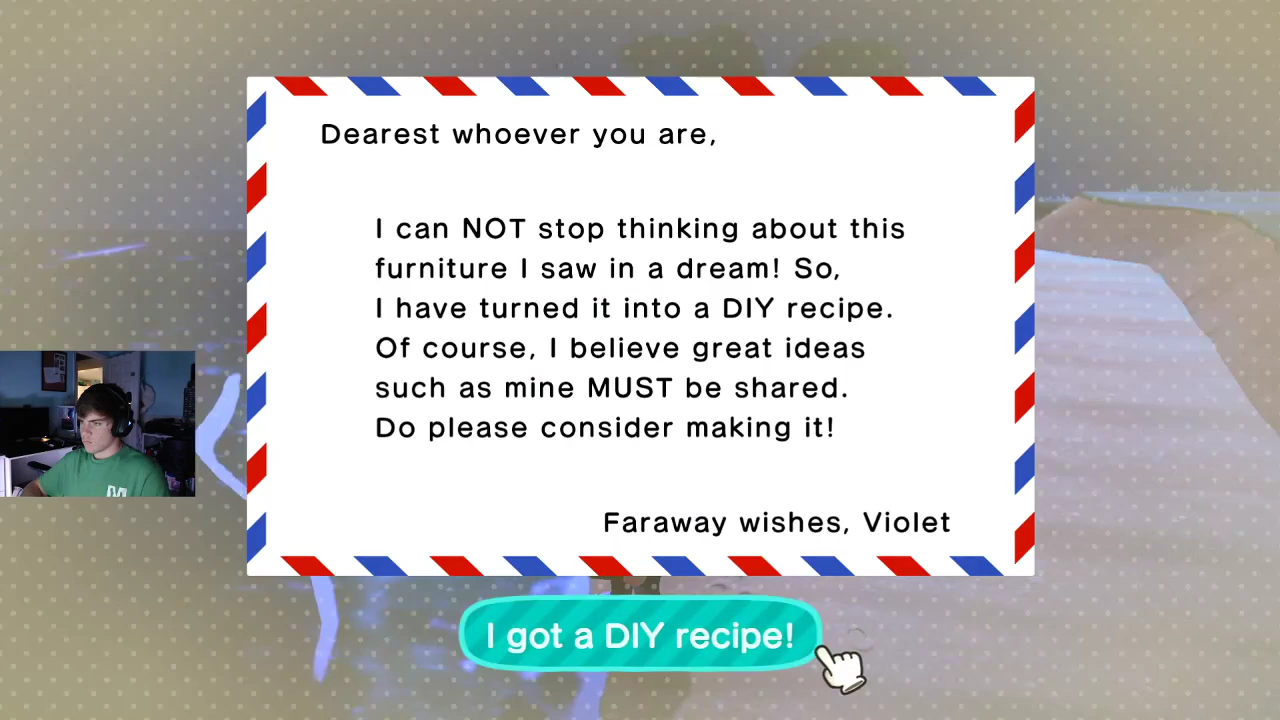 Dearest whoever you are,
I can NOT stop thinking about this
furniture I saw in a dream! So,
I have turned it into a DIY recipe.
Of course, I believe great ideas
such as mine MUST be shared.
Do please consider making it!
Faraway wishes, Violet
I got a DIY recipe!